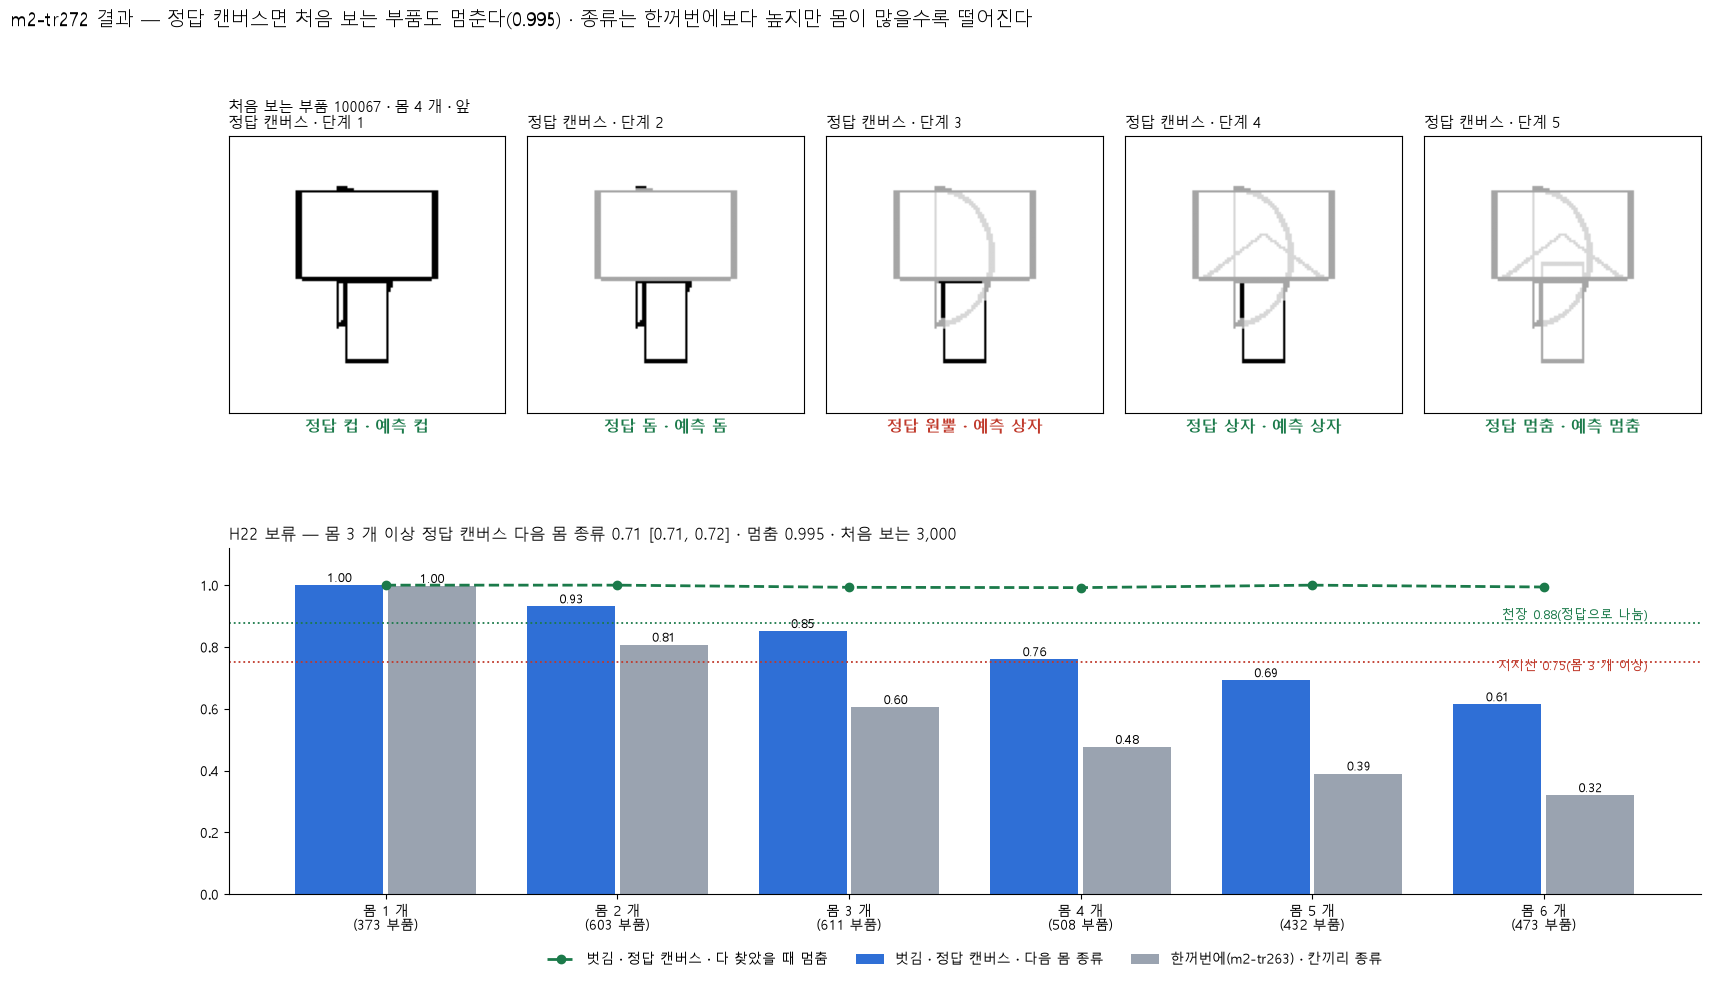 m2-tr272 결과 — 정답 캔버스면 처음 보는 부품도 멈춘다(0.995) · 종류는 한꺼번에보다 높지만 몸이 많을수록 떨어진다
처음 보는 부품 100067 · 몸 4 개 · 앞
정답 캔버스 · 단계 1
정답 캔버스 · 단계 2
정답 캔버스 · 단계 3
정답 캔버스 · 단계 4
정답 캔버스 · 단계 5
정답 컵 · 예측 컵
정답 돔 · 예측 돔
정답 원뿔 · 예측 상자
정답 상자 · 예측 상자
정답 멈춤 · 예측 멈춤
H22 보류 — 몸 3 개 이상 정답 캔버스 다음 몸 종류 0.71 [0.71, 0.72] · 멈춤 0.995 · 처음 보는 3,000
1.0
0.8
0.6
0.4
0.2
0.0
1.00
1.00
0.93
0.81
0.85
0.60
0.76
0.48
0.69
0.39
0.61
0.32
천장 0.88(정답으로 나눔)
지지선 0.75(몸 3 개 이상)
몸 1 개
(373 부품)
몸 2 개
(603 부품)
몸 3 개
(611 부품)
몸 4 개
(508 부품)
몸 5 개
(432 부품)
몸 6 개
(473 부품)
벗김 · 정답 캔버스 · 다 찾았을 때 멈춤
벗김 · 정답 캔버스 · 다음 몸 종류
한꺼번에(m2-tr263) · 칸끼리 종류